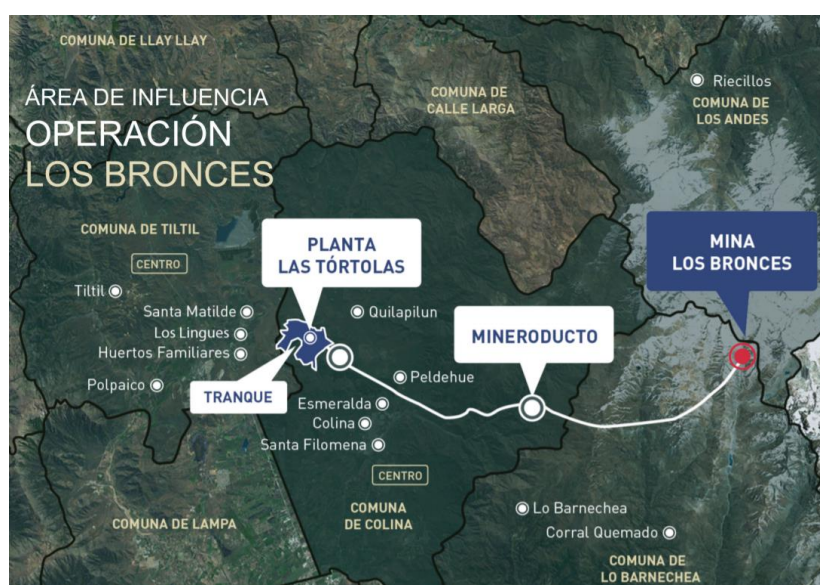 COMUNA DE LLAY LLAY
ÁREA DE INFLUENCIA
OPERACIÓN
LOS BRONCES
COMUNA DE
CALLE LARGA
Riecillos
COMUNA DE
LOS ANDES
COMUNA DE TILTIL
CENTRO
Tiltil
Santa Matilde
Los Lingues
Huertos Familiares
Polpaico
PLANTA
LAS TÓRTOLAS
TRANQUE
Quilapilun
MINERODUCTO
MINA
LOS BRONCES
Peldehue
Esmeralda
Colina
Santa Filomena
CENTRO
COMUNA
DE COLINA
COMUNA DE LAMPA
Lo Barnechea
Corral Quemado
COMUNA DE
LO BARNECHEA